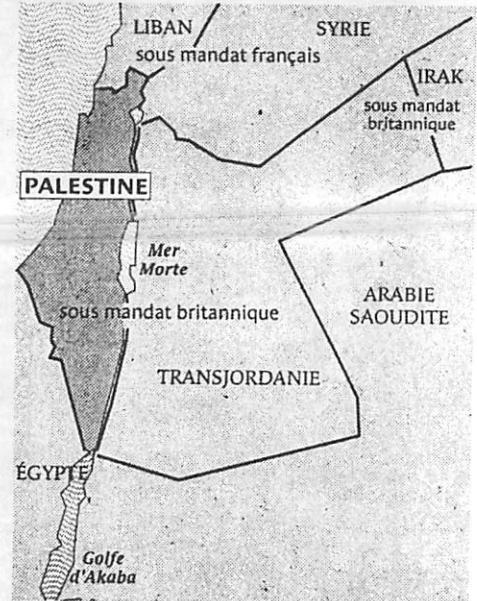 LIBAN
SYRIE
sous mandat français
IRAK
sous mandat
britannique
PALESTINE
Mer
Morte
sous mandat britannique
ARABIE
SAOUDITE
TRANSJORDANIE
ÉGYPTE
Golfe
d'Akaba